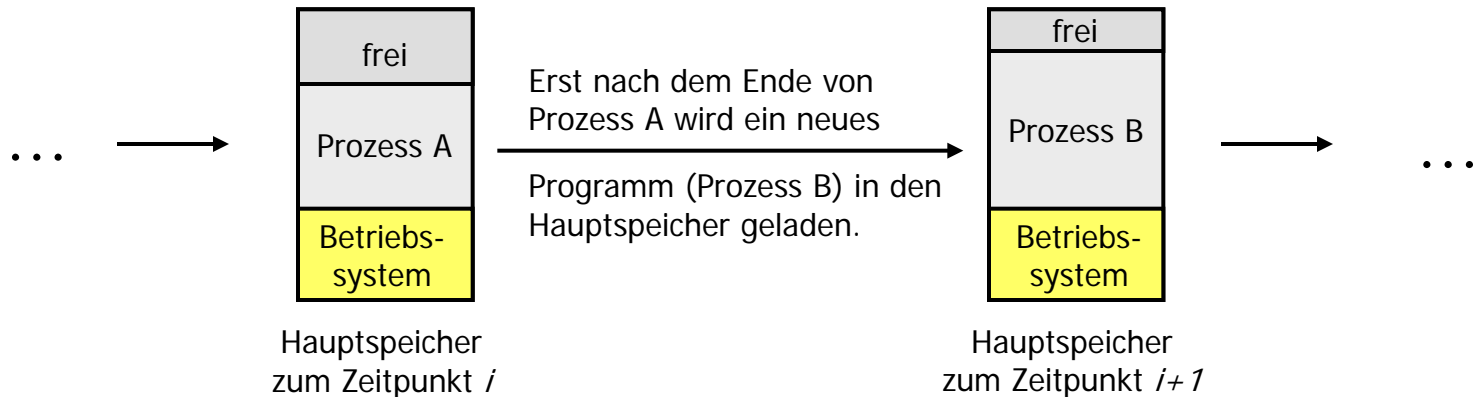 frei
Prozess A
Betriebs-
system
Hauptspeicher
zum Zeitpunkt i
Erst nach dem Ende von
Prozess A wird ein neues
Programm (Prozess B) in den
Hauptspeicher geladen.
frei
Prozess B
Betriebs-
system
Hauptspeicher
zum Zeitpunkt i+1
...
...